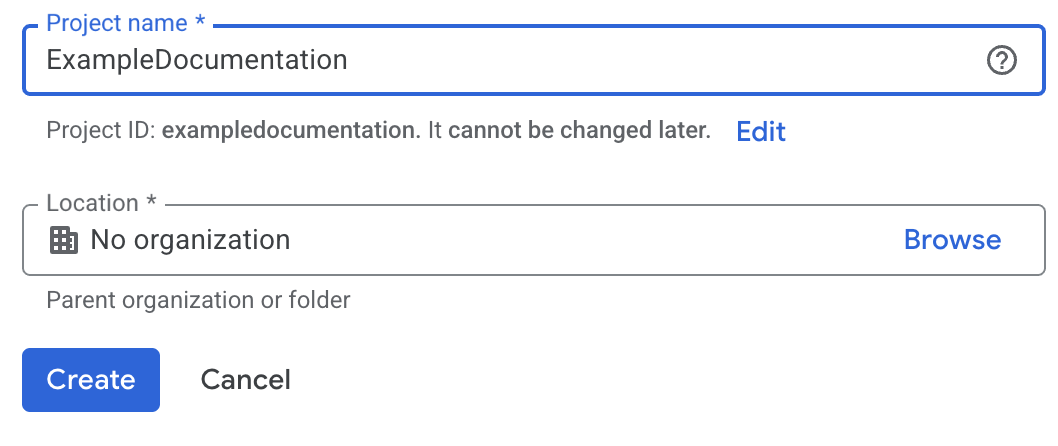 Project name *
ExampleDocumentation
Project ID: exampledocumentation. It cannot be changed later. Edit
Location *
No organization Browse
Parent organization or folder
Create Cancel